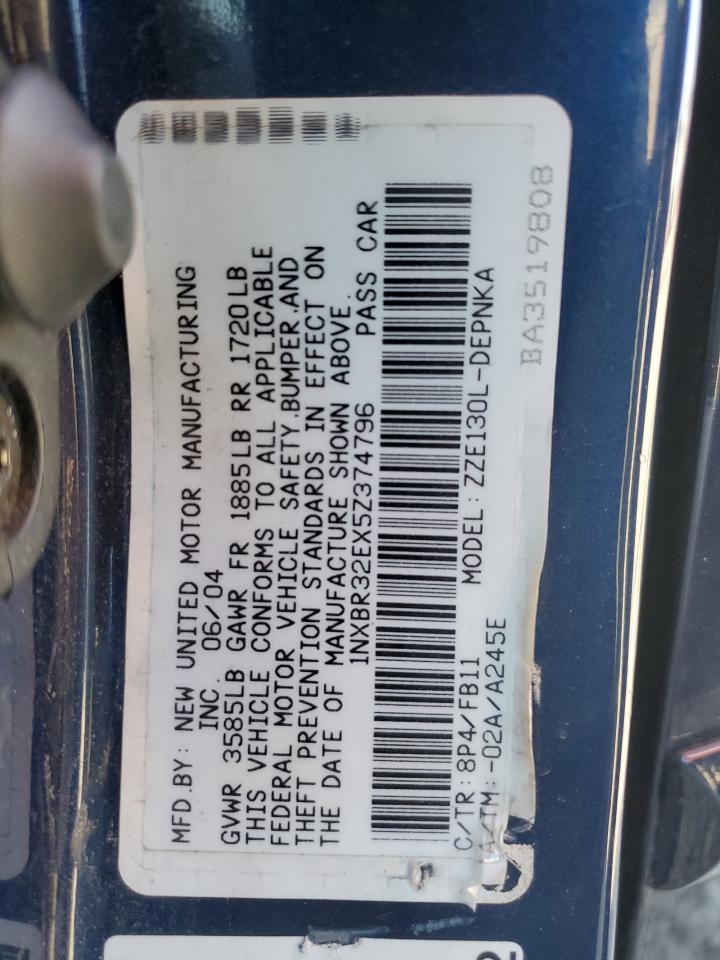 MFD.BY: NEW UNITED MOTOR MANUFACTURING
INC. 06/04
GVWR 3585LB GAWR FR 1885LB RR 1720LB
THIS VEHICLE CONFORMS TO ALL APPLICABLE
FEDERAL MOTOR VEHICLE SAFETY,BUMPER,AND
THEFT PREVENTION STANDARDS IN EFFECT ON
THE DATE OF MANUFACTURE SHOWN ABOVE.
1NXBR32EX5Z374796 PASS CAR
C/TR: 8P4/FB11 MODEL: ZZE130L-DEPNKA
A/TM:-02A/A245E
BA3519808